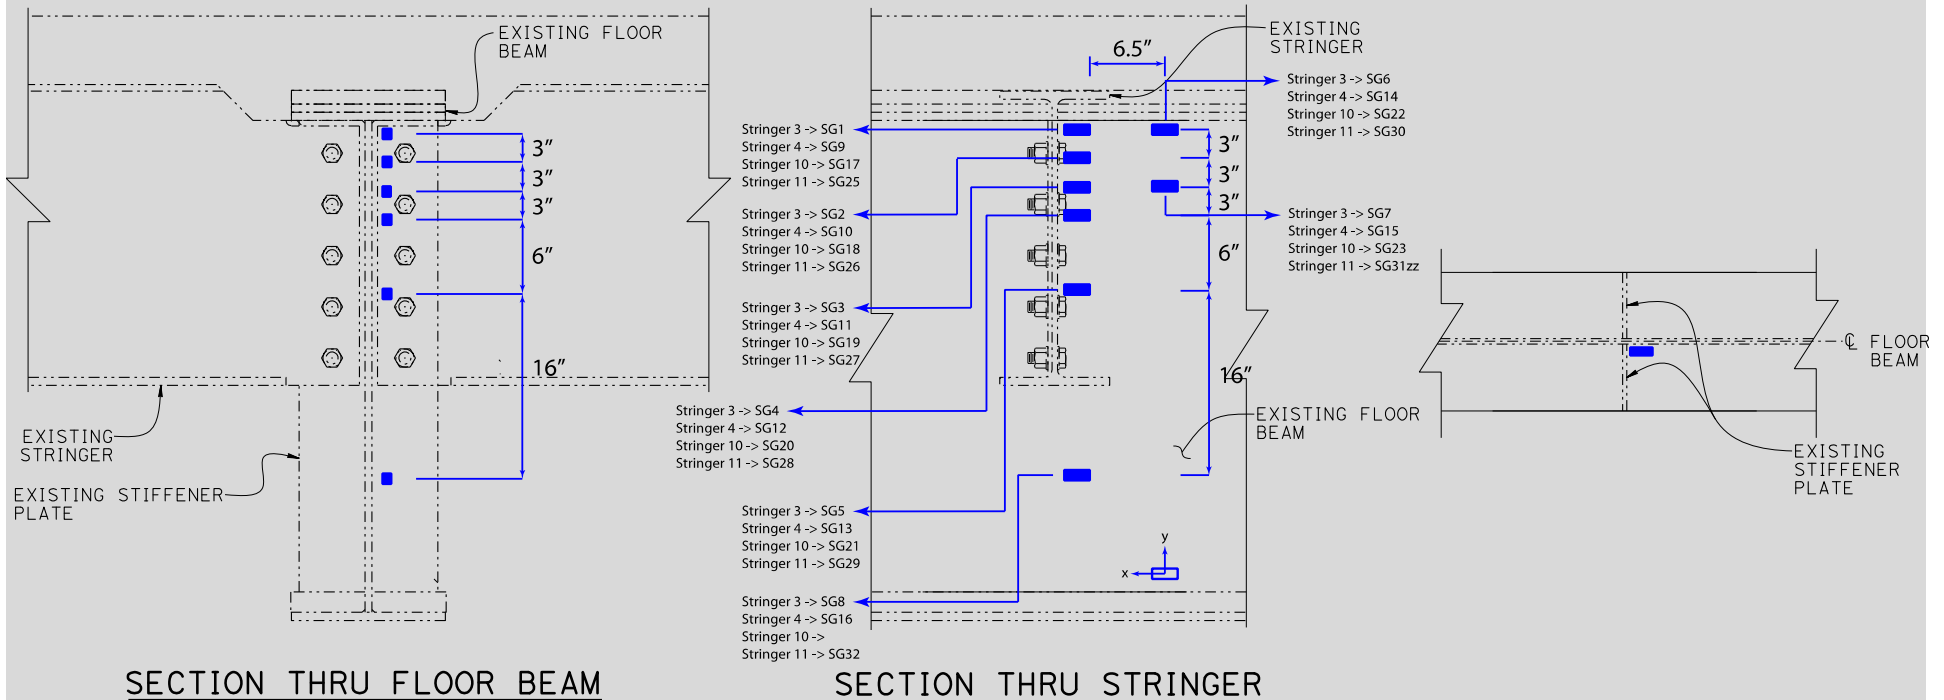 EXISTING FLOOR
BEAM
3”
3”
3”
6”
16”
EXISTING
STRINGER
EXISTING STIFFENER
PLATE
SECTION THRU FLOOR BEAM
EXISTING
STRINGER
6.5”
Stringer 3 -> SG6
Stringer 4 -> SG14
Stringer 10 -> SG22
Stringer 11 -> SG30
Stringer 3 -> SG1
Stringer 4 -> SG9
Stringer 10 -> SG17
Stringer 11 -> SG25
Stringer 3 -> SG2
Stringer 4 -> SG10
Stringer 10 -> SG18
Stringer 11 -> SG26
Stringer 3 -> SG3
Stringer 4 -> SG11
Stringer 10 -> SG19
Stringer 11 -> SG27
Stringer 3 -> SG4
Stringer 4 -> SG12
Stringer 10 -> SG20
Stringer 11 -> SG28
Stringer 3 -> SG5
Stringer 4 -> SG13
Stringer 10 -> SG21
Stringer 11 -> SG29
Stringer 3 -> SG8
Stringer 4 -> SG16
Stringer 10 ->
Stringer 11 -> SG32
3”
3”
3”
6”
16”
Stringer 3 -> SG7
Stringer 4 -> SG15
Stringer 10 -> SG23
Stringer 11 -> SG31zz
EXISTING FLOOR
BEAM
y
x
SECTION THRU STRINGER
℄ FLOOR
BEAM
EXISTING
STIFFENER
PLATE